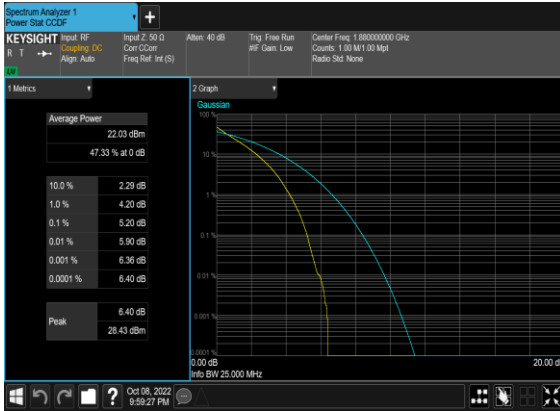 Spectrum Analyzer 1
Power Stat CCDF
KEYSIGHT
R T
Input: RF
Coupling: DC
Align: Auto
Input Z: 50 Ω
Corr CCorr
Freq Ref: Int (S)
Atten: 40 dB
Trig: Free Run
#IF Gain: Low
Center Freq: 1.880000000 GHz
Counts: 1.00 M/1.00 Mpt
Radio Std: None
1 Metrics
Average Power
22.03 dBm
47.33 % at 0 dB
10.0 % 2.29 dB
1.0 % 4.20 dB
0.1 % 5.20 dB
0.01 % 5.90 dB
0.001 % 6.36 dB
0.0001 % 6.40 dB
Peak
6.40 dB
28.43 dBm
2 Graph
Gaussian
100 %
10 %
1 %
0.1 %
0.01 %
0.001 %
0.0001 %
0.00 dB
20.00 d
Info BW 25.000 MHz
?
Oct 08, 2022
9:59:27 PM